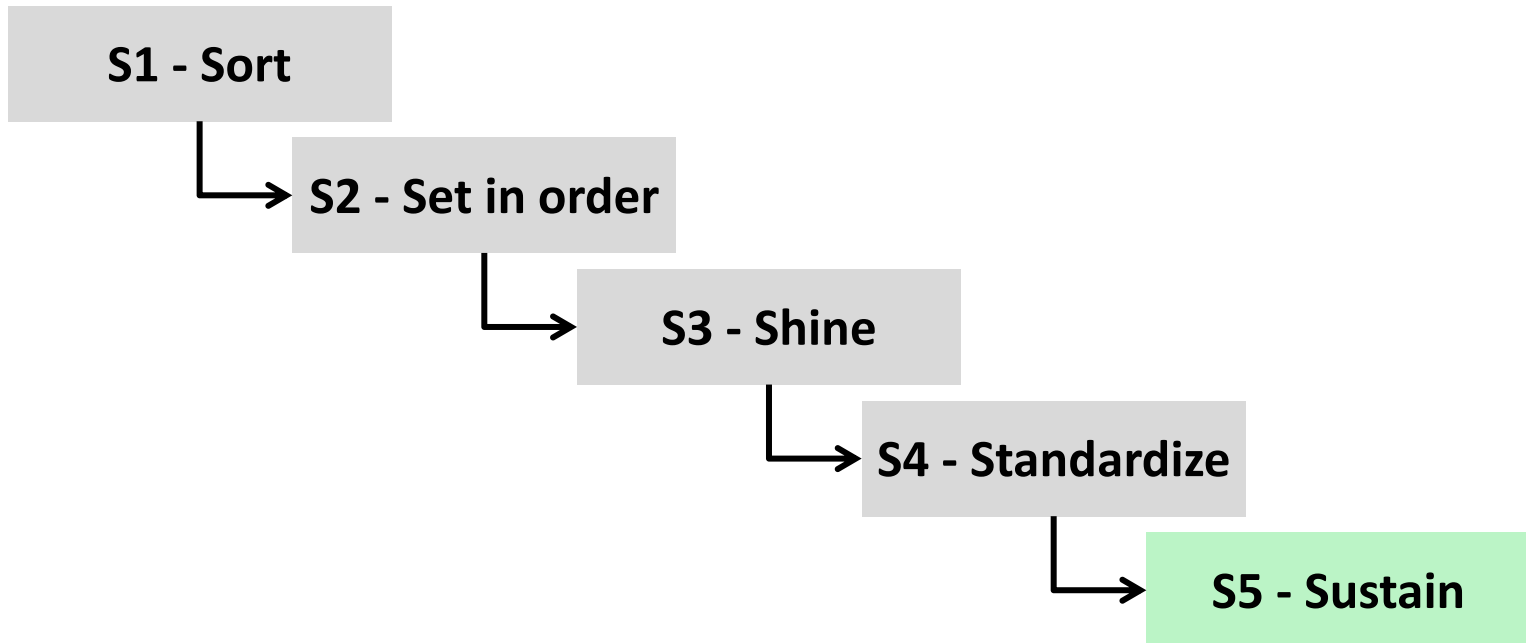 S1 - Sort
S2 - Set in order
S3 - Shine
S4 - Standardize
S5 - Sustain